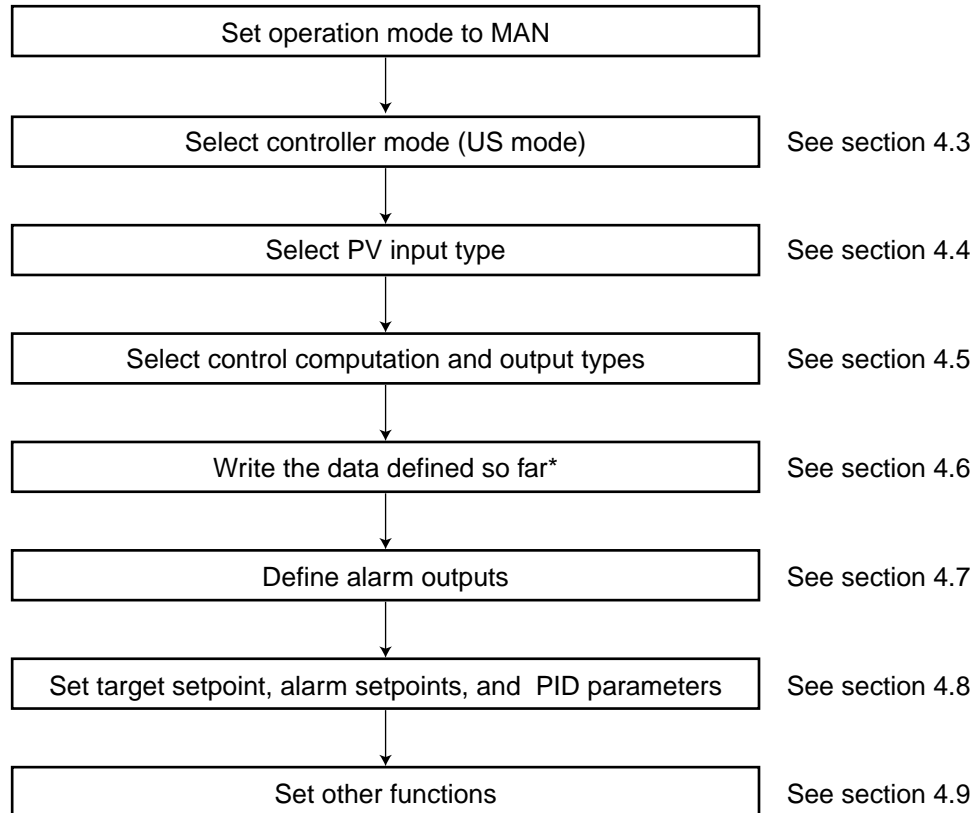 Set operation mode to MAN
Select controller mode (US mode) See section 4.3
Select PV input type See section 4.4
Select control computation and output types See section 4.5
Write the data defined so far* See section 4.6
Define alarm outputs See section 4.7
Set target setpoint, alarm setpoints, and PID parameters See section 4.8
Set other functions See section 4.9